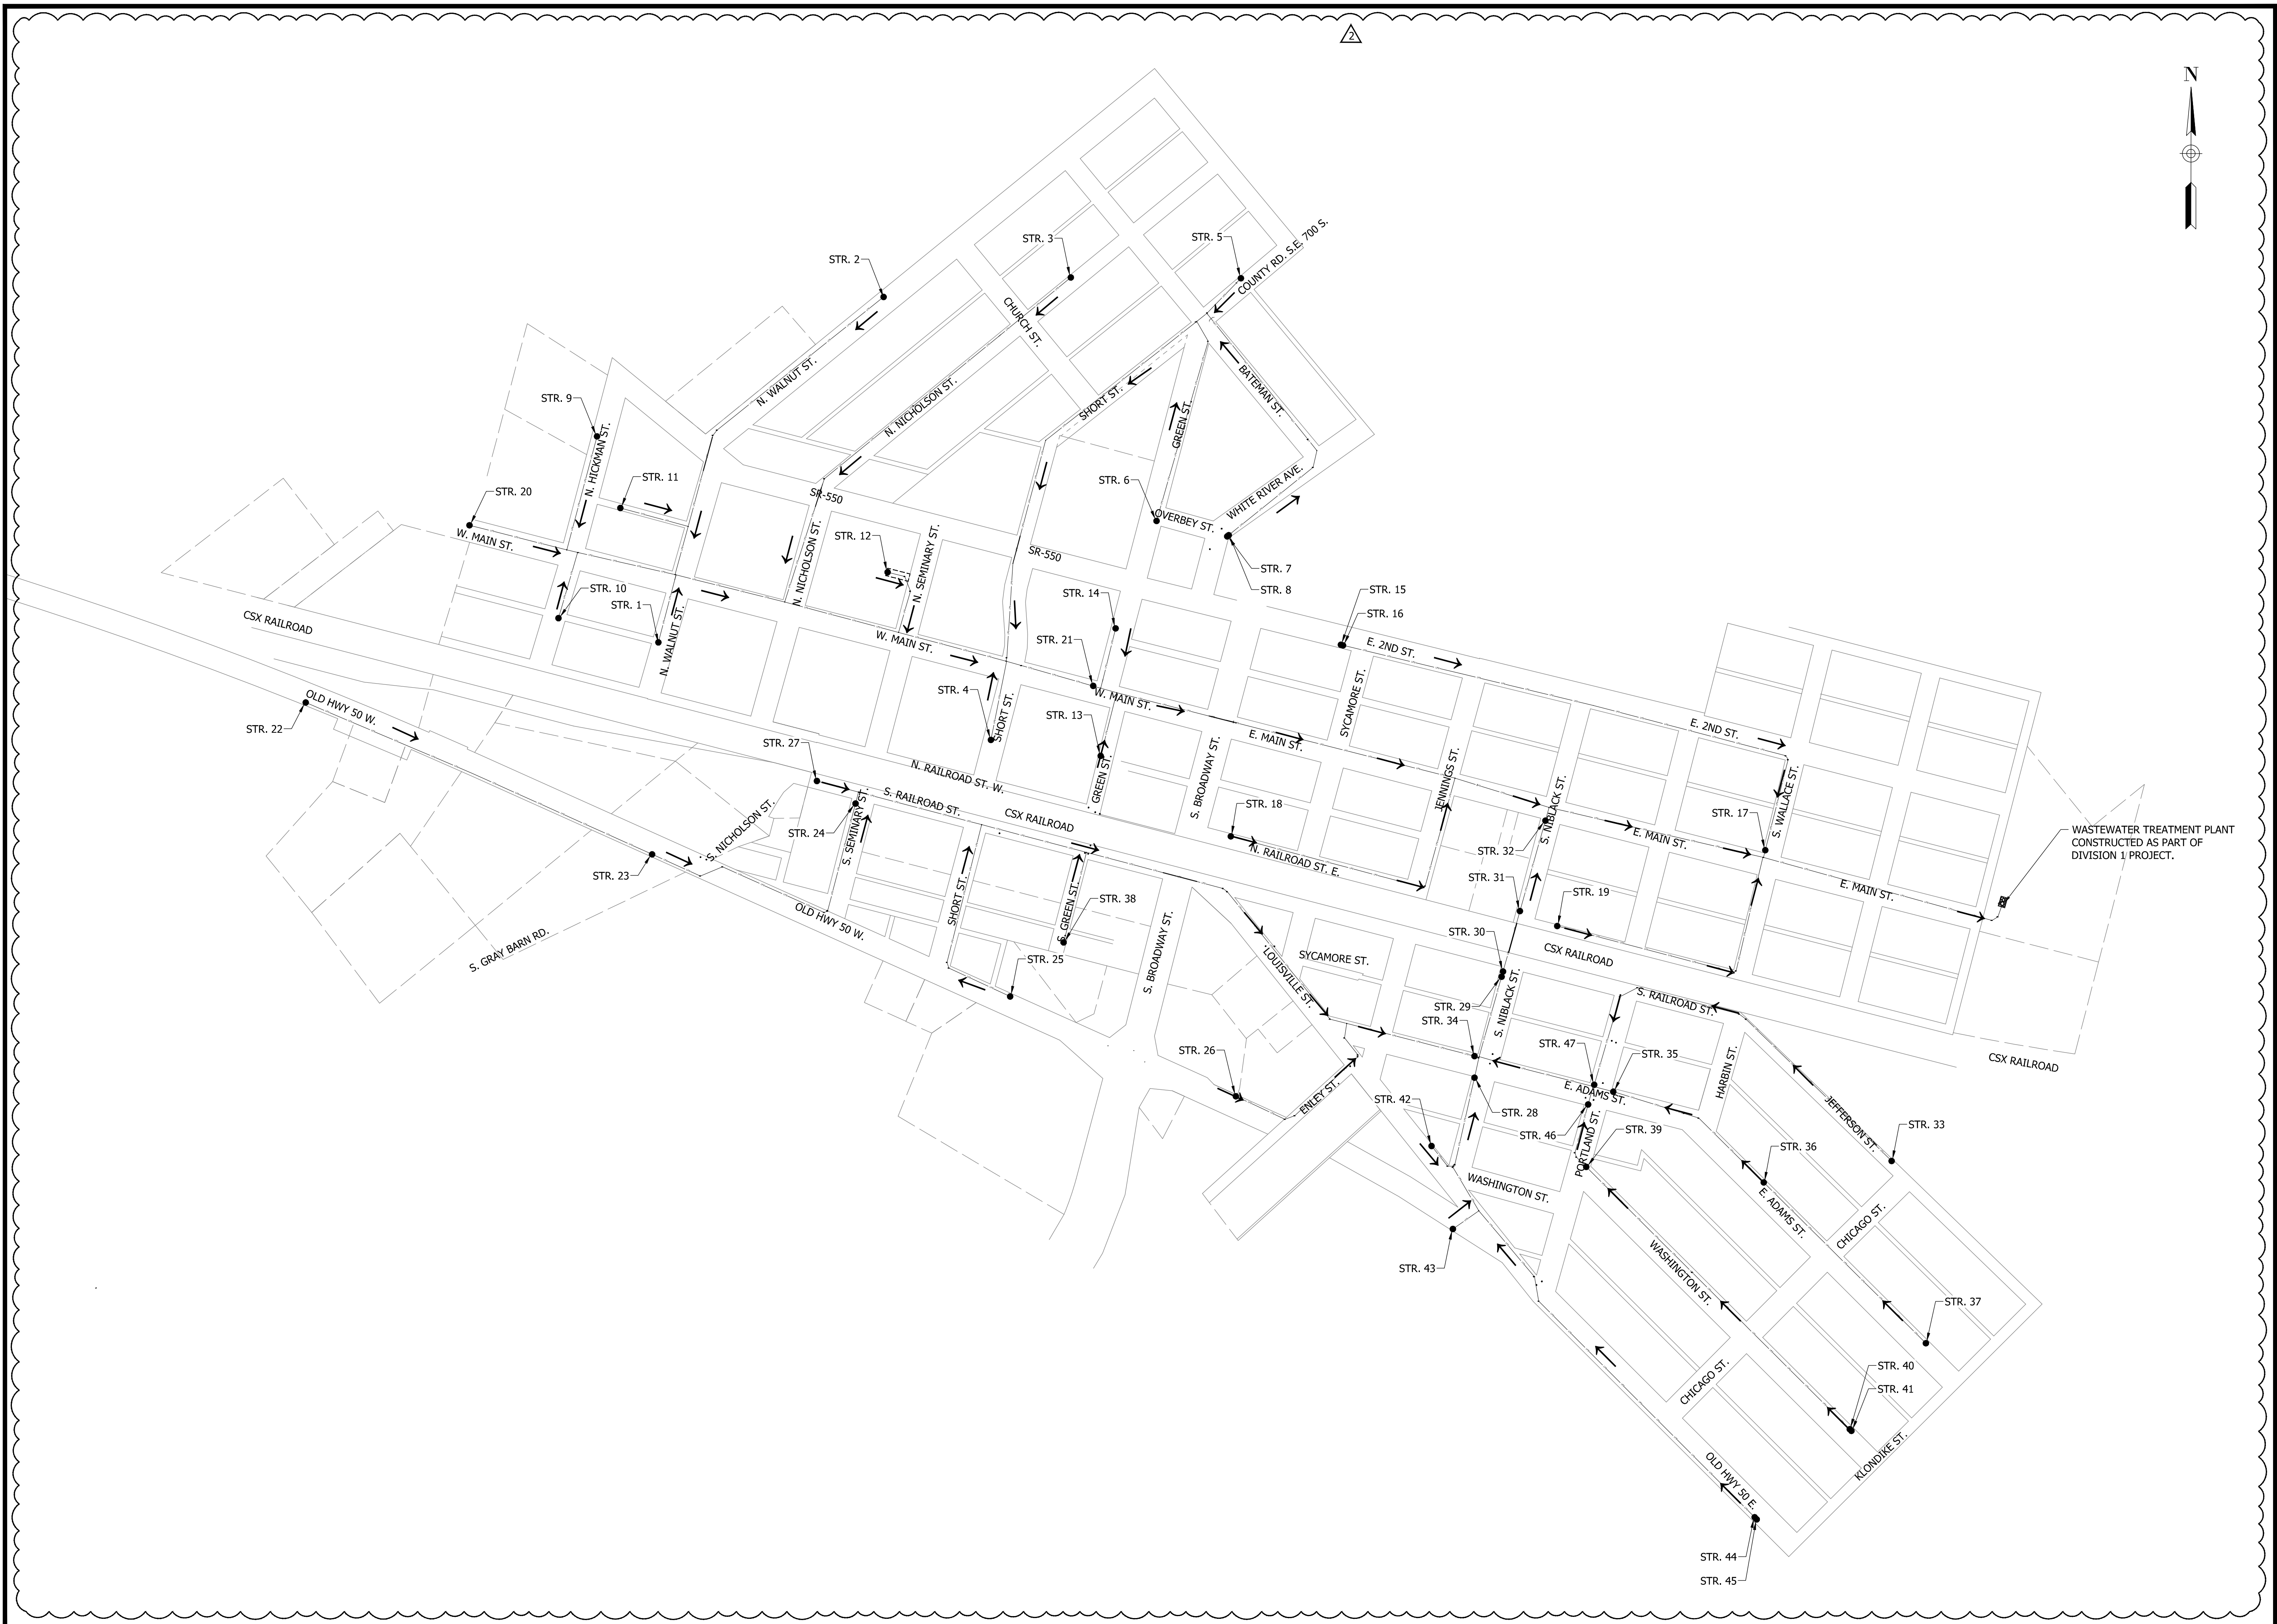 2
N
STR. 3
STR. 5
COUNTY RD. S.E. 700 S.
STR. 2
CHURCH ST.
N. WALNUT ST.
BATEMAN ST.
SHORT ST.
STR. 9
N. NICHOLSON ST.
GREEN ST.
N. HICKMAN ST.
STR. 11
STR. 6
WHITE RIVER AVE.
STR. 20
SR-550
OVERBEY ST.
W. MAIN ST.
STR. 12
N. NICHOLSON ST.
N. SEMINARY ST.
SR-550
STR. 7
STR. 8
STR. 10
STR. 1
STR. 14
STR. 15
STR. 16
CSX RAILROAD
N. WALNUT ST.
W. MAIN ST.
STR. 21
E. 2ND ST.
STR. 4
SHORT ST.
W. MAIN ST.
SYCAMORE ST.
OLD HWY 50 W.
STR. 22
STR. 13
E. MAIN ST.
E. 2ND ST.
STR. 27
N. RAILROAD ST. W.
GREEN ST.
S. BROADWAY ST.
JENNINGS ST.
S. NIBLACK ST.
S. WALLACE ST.
S. RAILROAD ST.
CSX RAILROAD
STR. 18
STR. 17
S. NICHOLSON ST.
STR. 24
S. SEMINARY ST.
WASTEWATER TREATMENT PLANT
CONSTRUCTED AS PART OF
DIVISION 1 PROJECT.
E. MAIN ST.
STR. 32
N. RAILROAD ST. E.
STR. 23
STR. 31
STR. 19
E. MAIN ST.
SHORT ST.
S. GREEN ST.
STR. 38
OLD HWY 50 W.
STR. 30
S. GRAY BARN RD.
STR. 25
S. BROADWAY ST.
LOUISVILLE ST.
SYCAMORE ST.
CSX RAILROAD
STR. 29
S. NIBLACK ST.
S. RAILROAD ST.
STR. 34
STR. 26
STR. 47
STR. 35
CSX RAILROAD
HARBIN ST.
ENLEY ST.
STR. 42
E. ADAMS ST.
STR. 28
JEFFERSON ST.
STR. 33
STR. 46
PORTLAND ST.
STR. 39
STR. 36
WASHINGTON ST.
E. ADAMS ST.
CHICAGO ST.
STR. 43
WASHINGTON ST.
STR. 37
STR. 40
CHICAGO ST.
STR. 41
KLONDIKE ST.
OLD HWY 50 E.
STR. 44
STR. 45